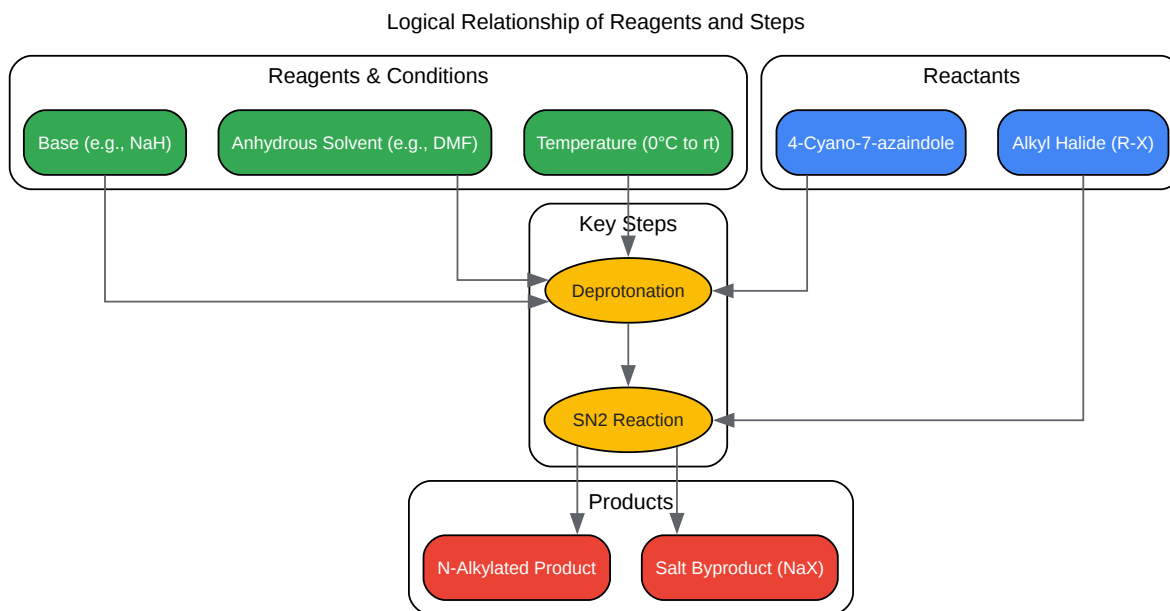 Logical Relationship of Reagents and Steps
Reagents & Conditions
Reactants
Base (e.g., NaH)
Anhydrous Solvent (e.g., DMF)
Temperature (0°C to rt)
4-Cyano-7-azaindole
Alkyl Halide (R-X)
Key Steps
Deprotonation
SN2 Reaction
Products
N-Alkylated Product
Salt Byproduct (NaX)